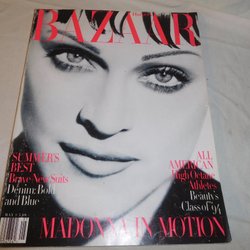 BAZAAR
SUMMER'S
BEST
Brave New Suits
Denim: Bold
and Blue
ALL
AMERICAN
High Octane
Athletes
Beauty's
Class of '94
MADONNA IN MOTION